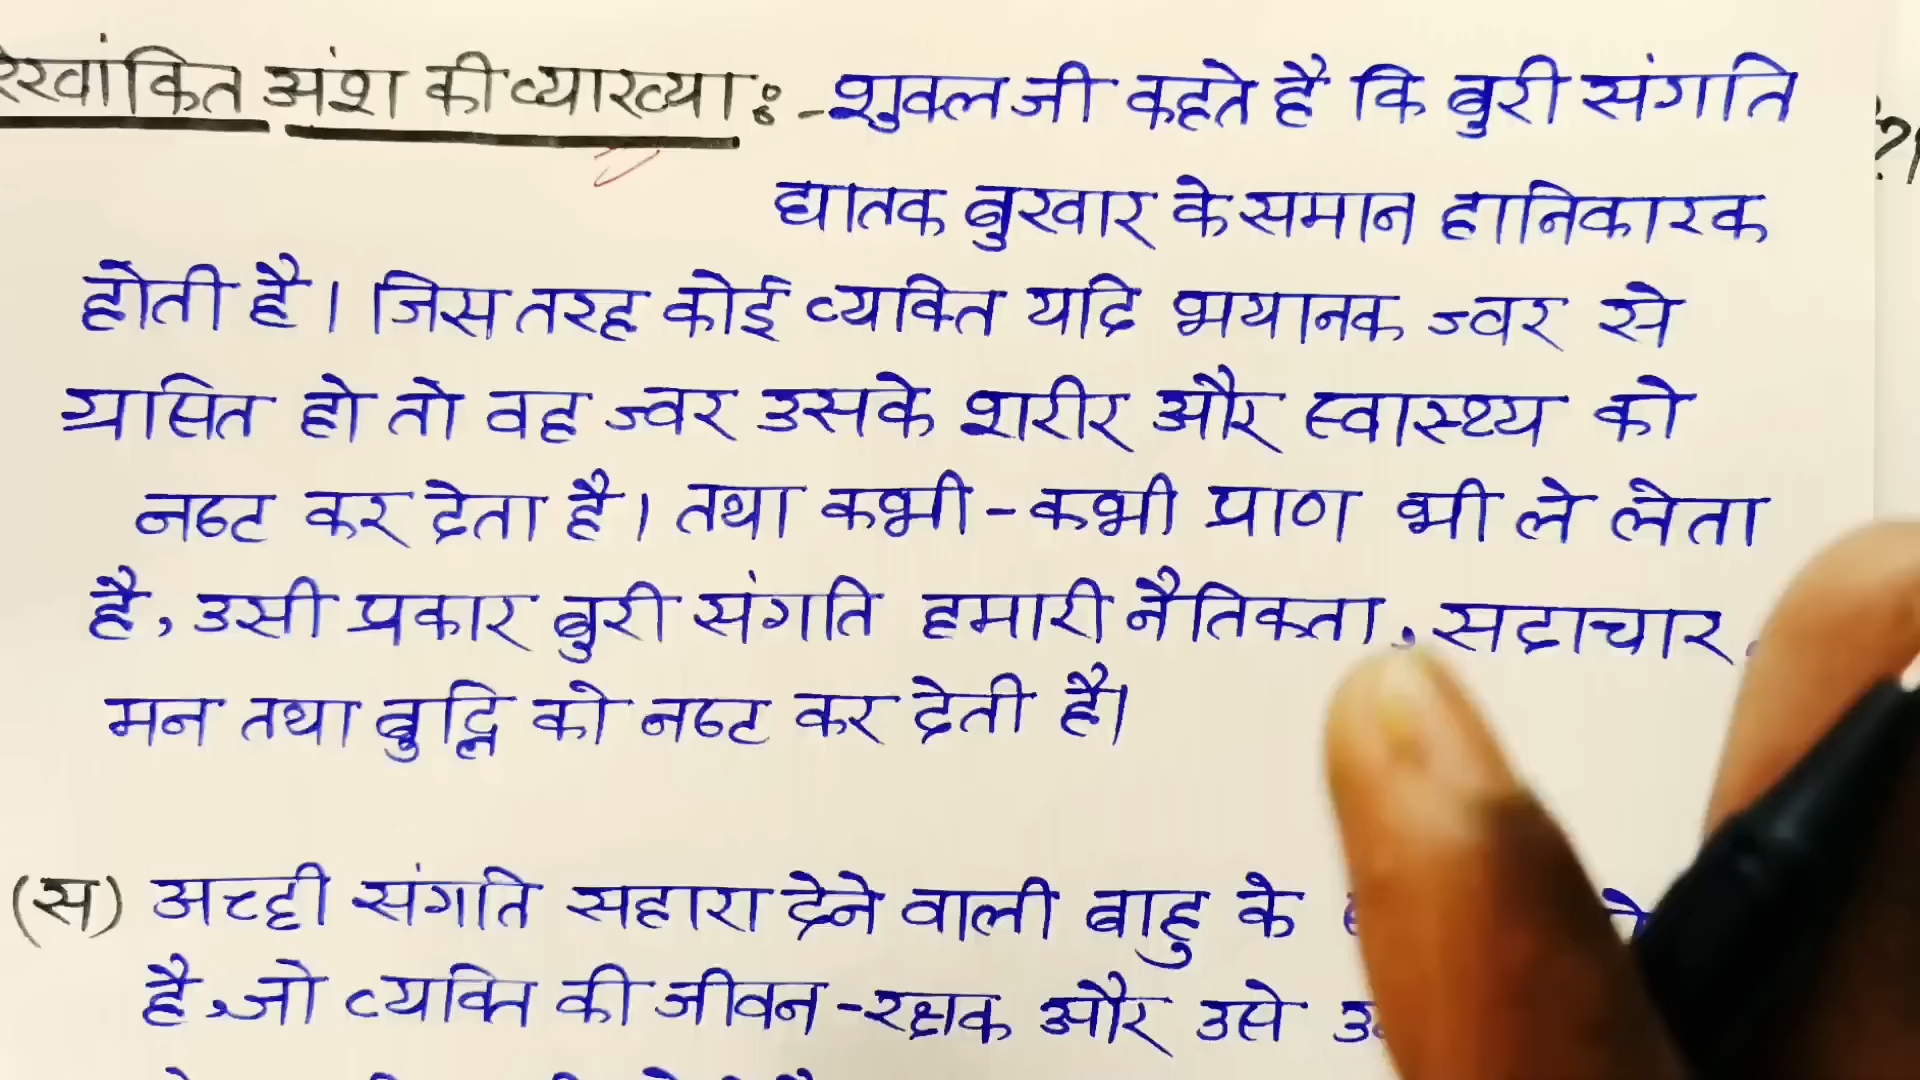 रेखांकित अंश की व्याख्या :- शुक्ल जी कहते है कि बुरी संगति
घातक बुखार के समान हानिकारक
होती है। जिस तरह कोई व्यक्ति यदि भयानक ज्वर से
ग्रसित हो तो वह ज्वर उसके शरीर और स्वास्थ्य को
नष्ट कर देता है। तथा कभी-कभी प्राण भी ले लेता
है, उसी प्रकार बुरी संगति हमारी नैतिकता, सदाचार,
मन तथा बुद्धि को नष्ट कर देती है।
(स) अच्छी संगति सहारा देने वाली बाहु के
है, जो व्यक्ति की जीवन-रक्षक और उसे